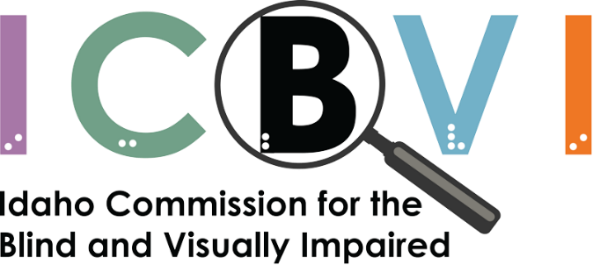 ICBVI
Idaho Commission for the
Blind and Visually Impaired